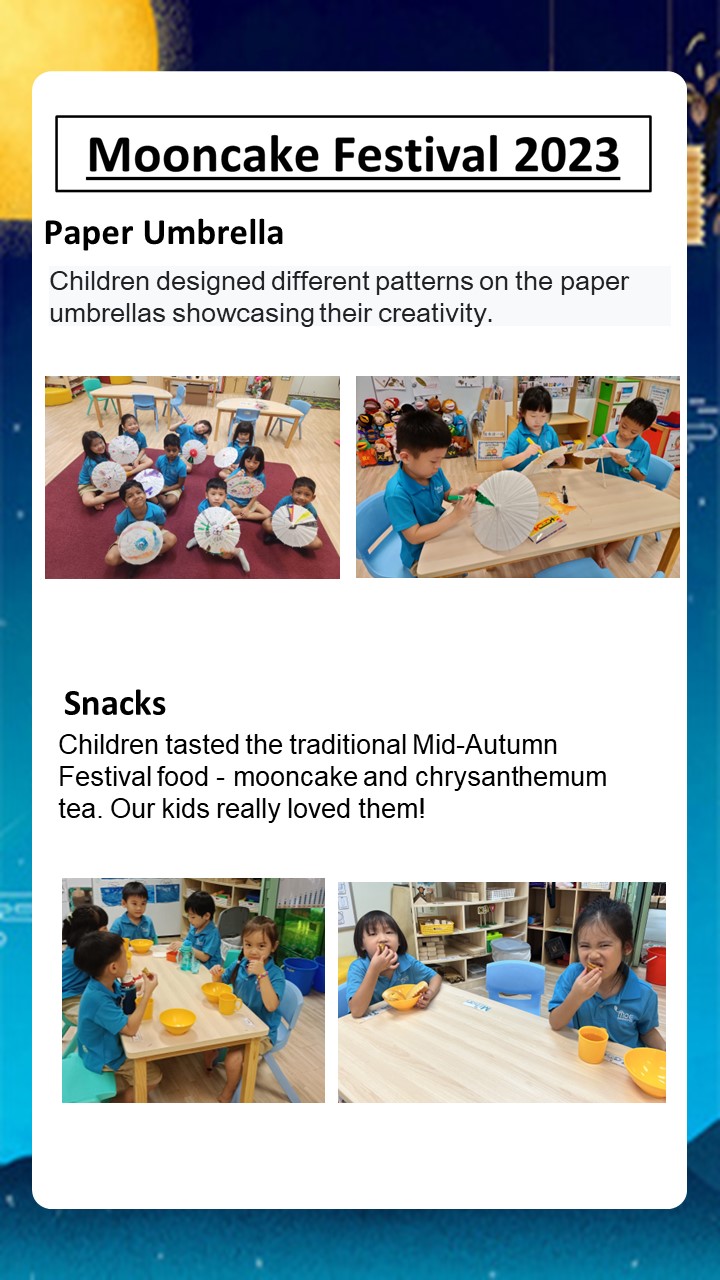 Mooncake Festival 2023
Paper Umbrella
Children designed different patterns on the paper
umbrellas showcasing their creativity.
Snacks
Children tasted the traditional Mid-Autumn
Festival food - mooncake and chrysanthemum
tea. Our kids really loved them!